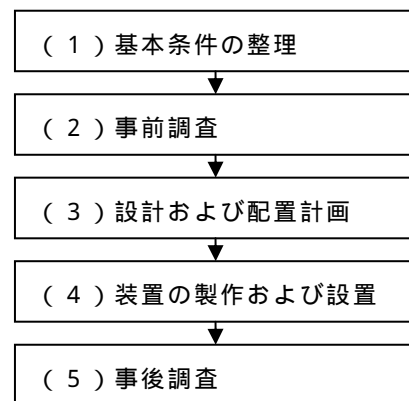 (1)基本条件の整理
(2)事前調査
(3)設計および配置計画
(4)装置の製作および設置
(5)事後調査